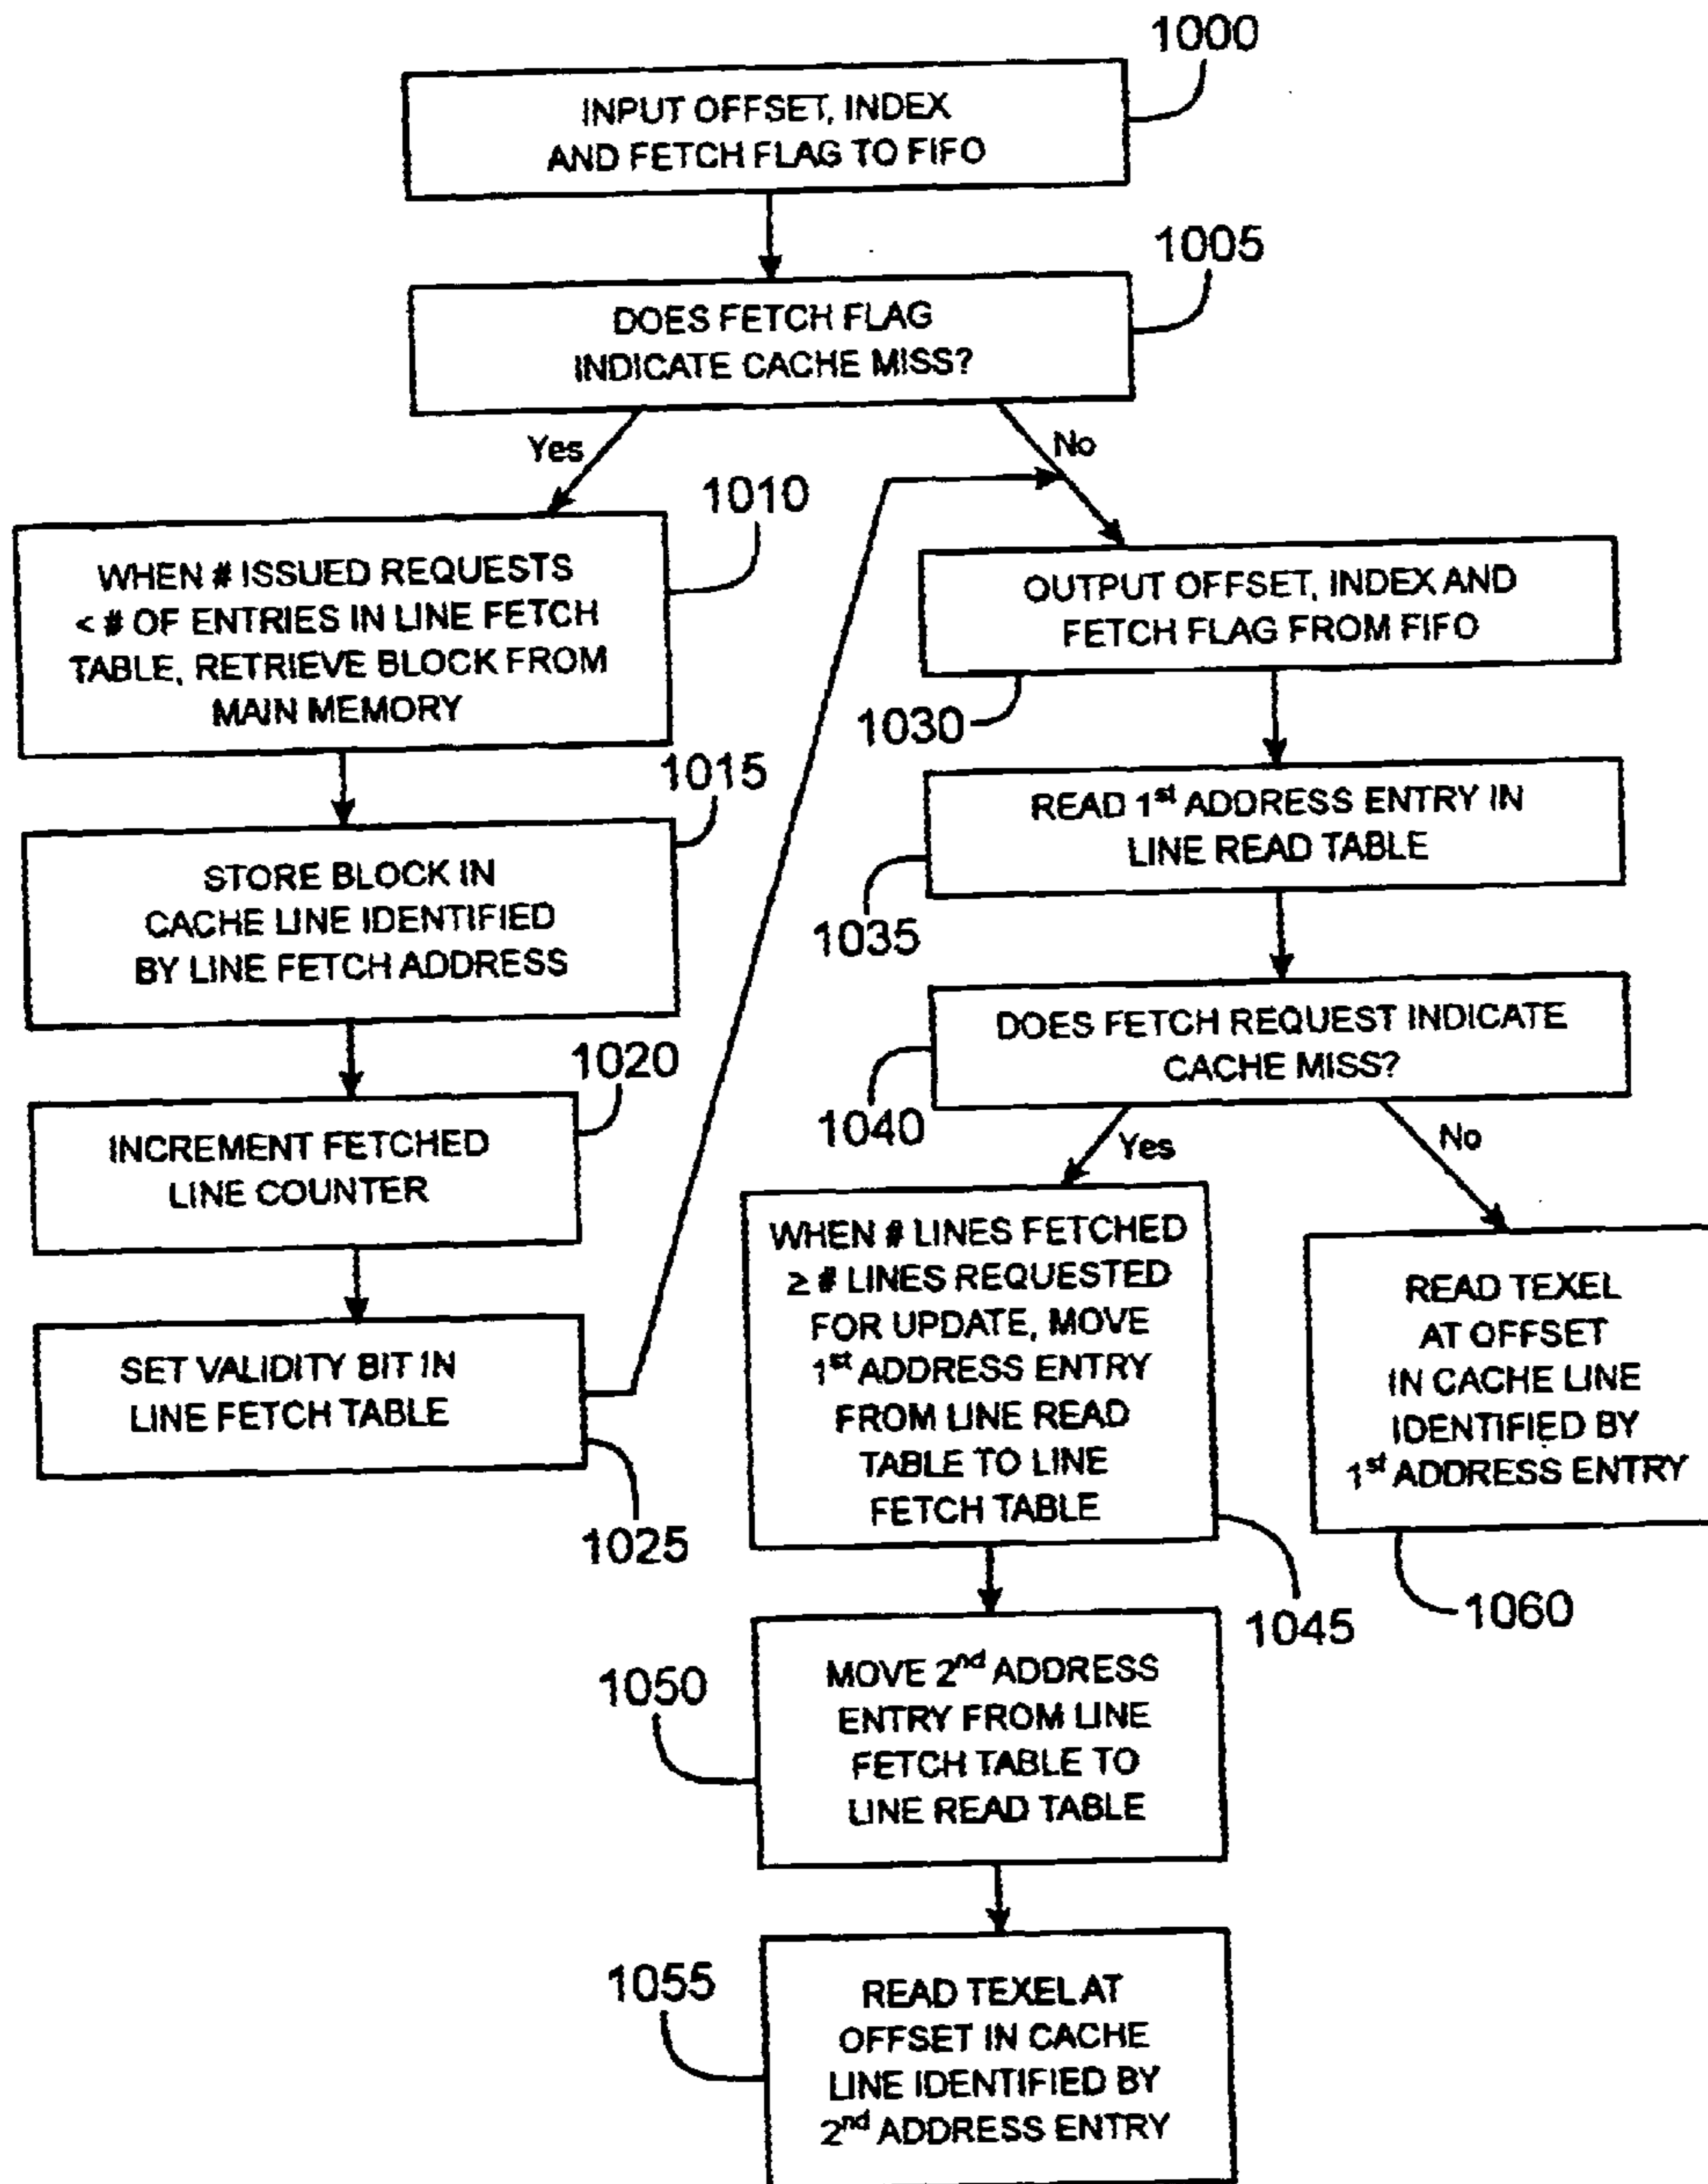 1000
INPUT OFFSET, INDEX
AND FETCH FLAG TO FIFO
1005
DOES FETCH FLAG
INDICATE CACHE MISS?
Yes
No
1010
WHEN # ISSUED REQUESTS
< # OF ENTRIES IN LINE FETCH
TABLE, RETRIEVE BLOCK FROM
MAIN MEMORY
1015
STORE BLOCK IN
CACHE LINE IDENTIFIED
BY LINE FETCH ADDRESS
1020
INCREMENT FETCHED
LINE COUNTER
SET VALIDITY BIT IN
LINE FETCH TABLE
1025
OUTPUT OFFSET, INDEX AND
FETCH FLAG FROM FIFO
1030
READ 1st ADDRESS ENTRY IN
LINE READ TABLE
1035
DOES FETCH REQUEST INDICATE
CACHE MISS?
1040
Yes
No
WHEN # LINES FETCHED
≥ # LINES REQUESTED
FOR UPDATE, MOVE
1st ADDRESS ENTRY
FROM LINE READ
TABLE TO LINE
FETCH TABLE
1045
READ TEXEL
AT OFFSET
IN CACHE LINE
IDENTIFIED BY
1st ADDRESS ENTRY
1060
1050
MOVE 2nd ADDRESS
ENTRY FROM LINE
FETCH TABLE TO
LINE READ TABLE
1055
READ TEXEL AT
OFFSET IN CACHE
LINE IDENTIFIED BY
2nd ADDRESS ENTRY